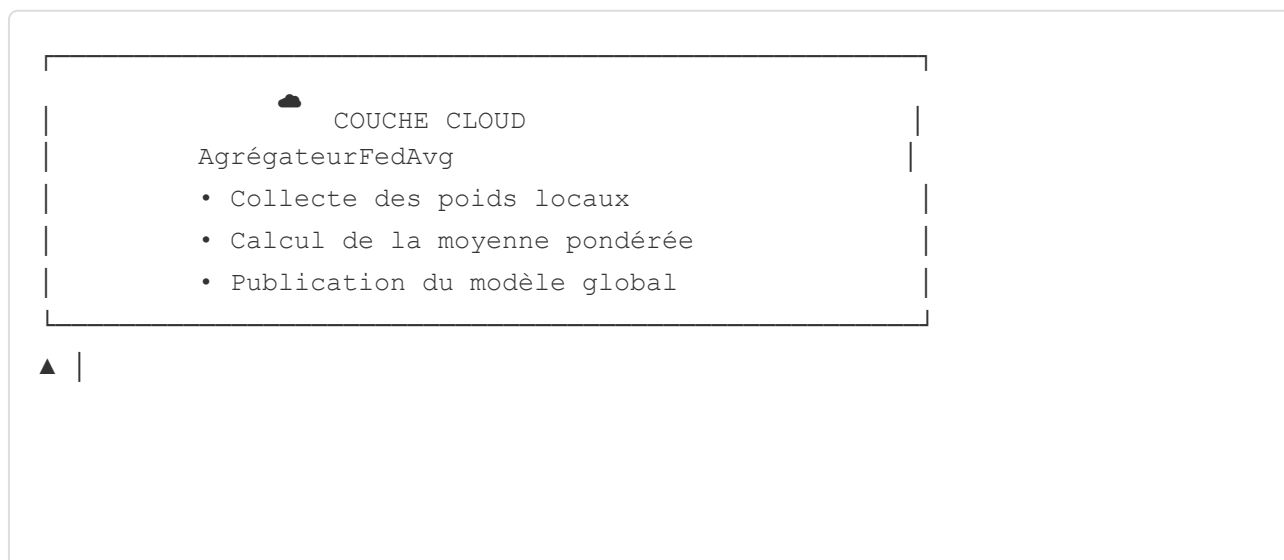 COUCHE CLOUD
AgrégateurFedAvg
• Collecte des poids locaux
• Calcul de la moyenne pondérée
• Publication du modèle global